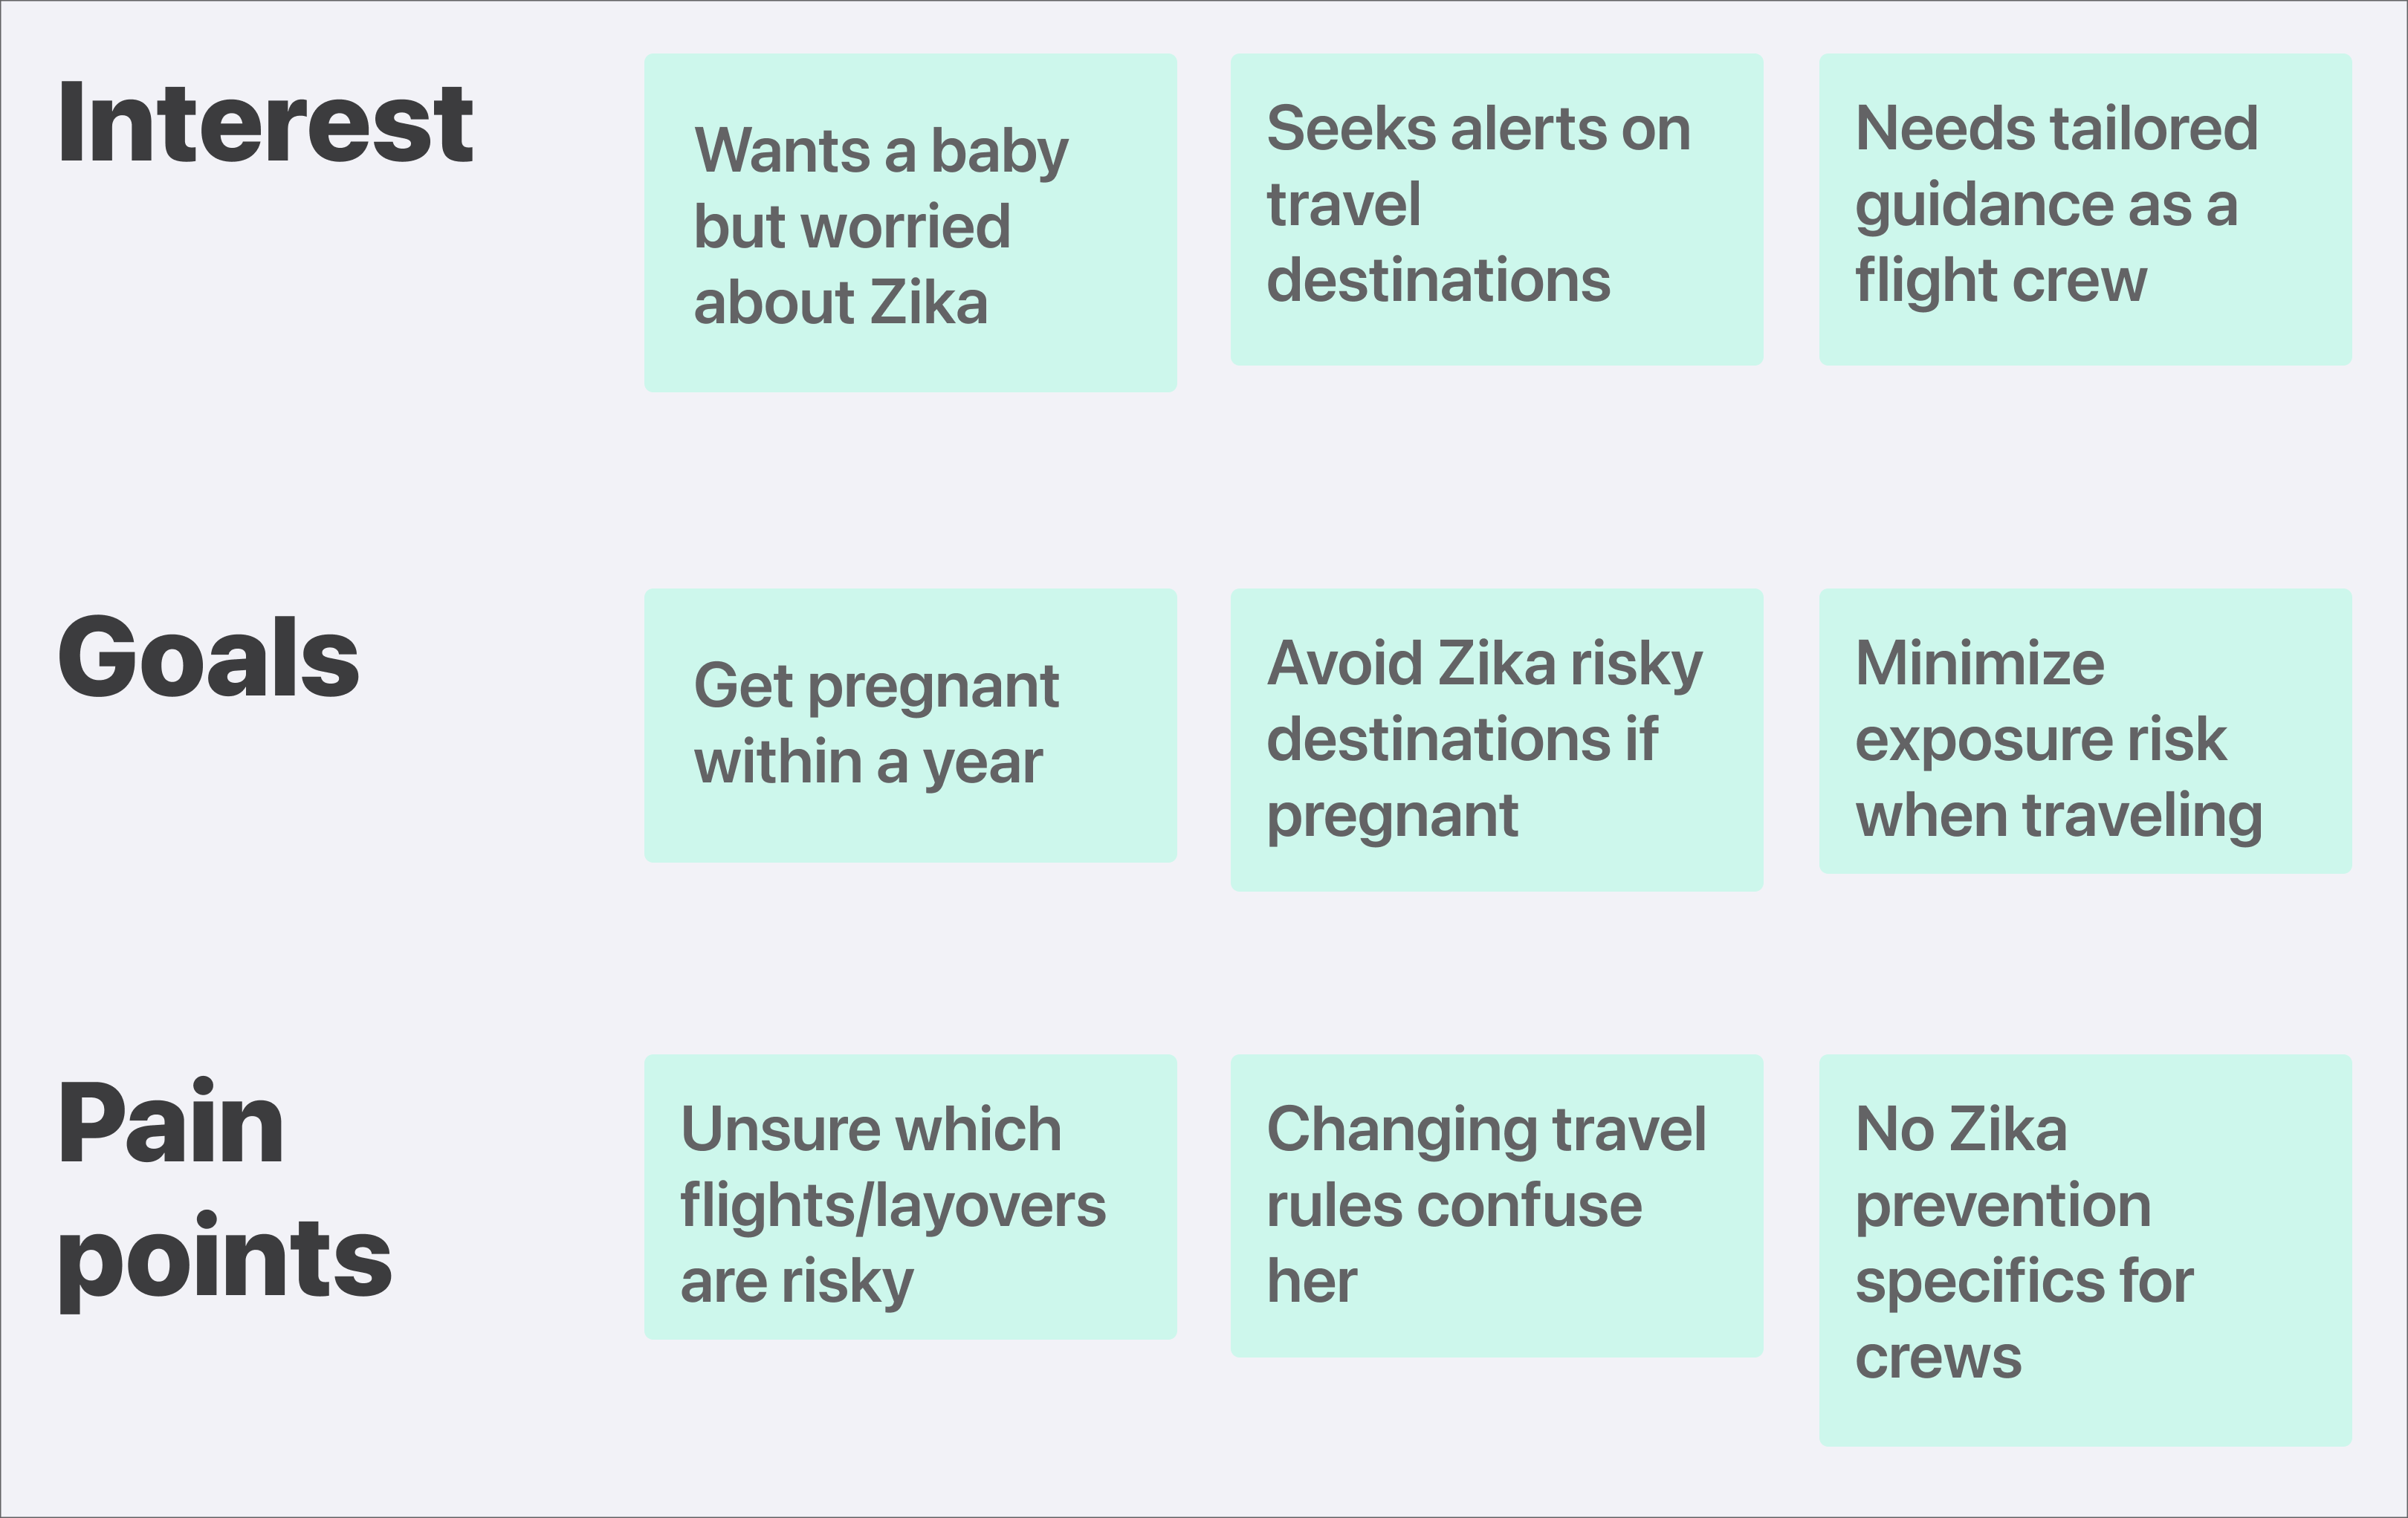 Interest
Wants a baby
but worried
about Zika
Seeks alerts on
travel
destinations
Needs tailored
guidance as a
flight crew
Goals
Get pregnant
within a year
Avoid Zika risky
destinations if
pregnant
Minimize
exposure risk
when traveling
Pain
points
Unsure which
flights/layovers
are risky
Changing travel
rules confuse
her
No Zika
prevention
specifics for
crews